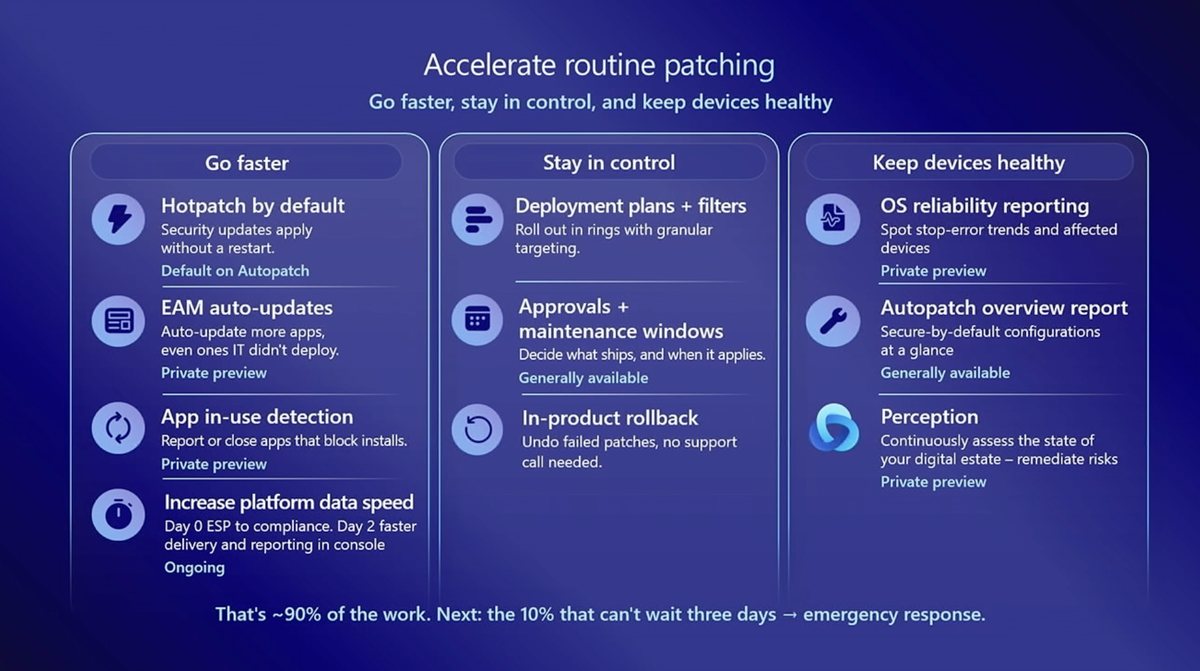 Accelerate routine patching
Go faster, stay in control, and keep devices healthy
Go faster
Hotpatch by default
Security updates apply
without a restart.
Default on Autopatch
EAM auto-updates
Auto-update more apps,
even ones IT didn't deploy.
Private preview
App in-use detection
Report or close apps that block installs.
Private preview
Increase platform data speed
Day 0 ESP to compliance. Day 2 faster
delivery and reporting in console
Ongoing
Stay in control
Deployment plans + filters
Roll out in rings with granular
targeting.
Approvals +
maintenance windows
Decide what ships, and when it applies.
Generally available
In-product rollback
Undo failed patches, no support
call needed.
Keep devices healthy
OS reliability reporting
Spot stop-error trends and affected
devices
Private preview
Autopatch overview report
Secure-by-default configurations
at a glance
Generally available
Perception
Continuously assess the state of
your digital estate – remediate risks
Private preview
That's ~90% of the work. Next: the 10% that can't wait three days → emergency response.